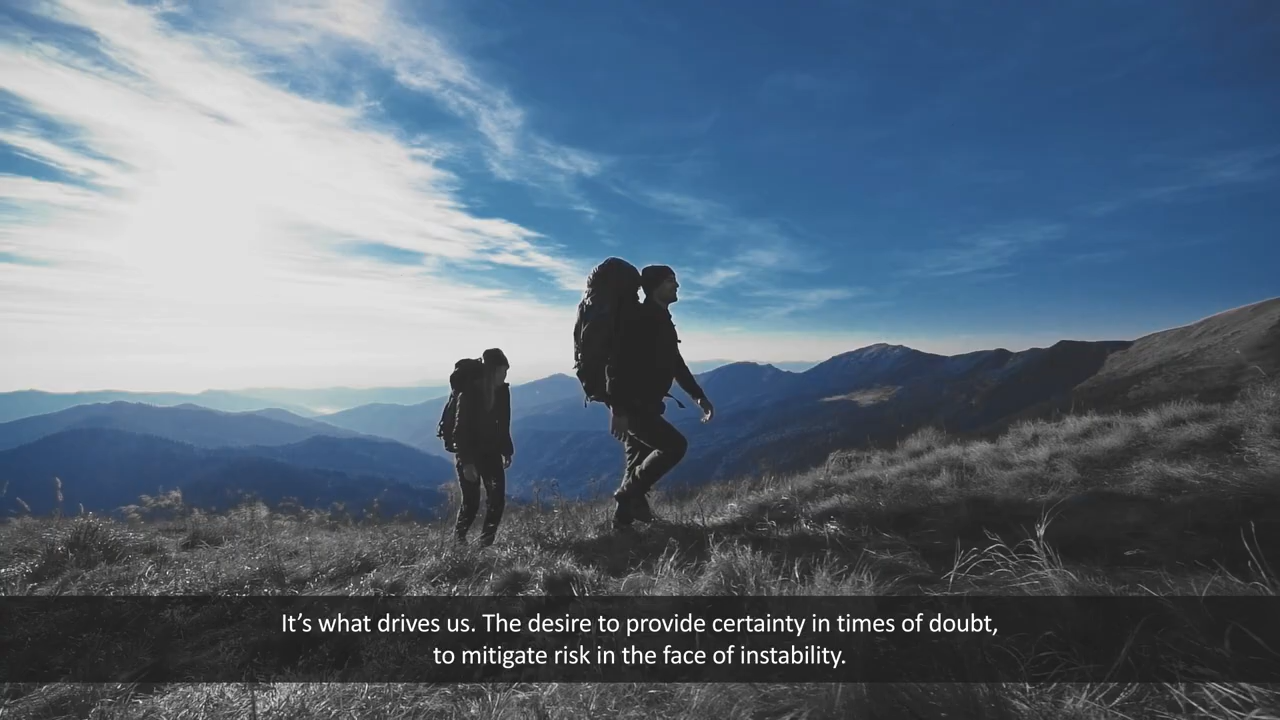 It’s what drives us. The desire to provide certainty in times of doubt,
to mitigate risk in the face of instability.